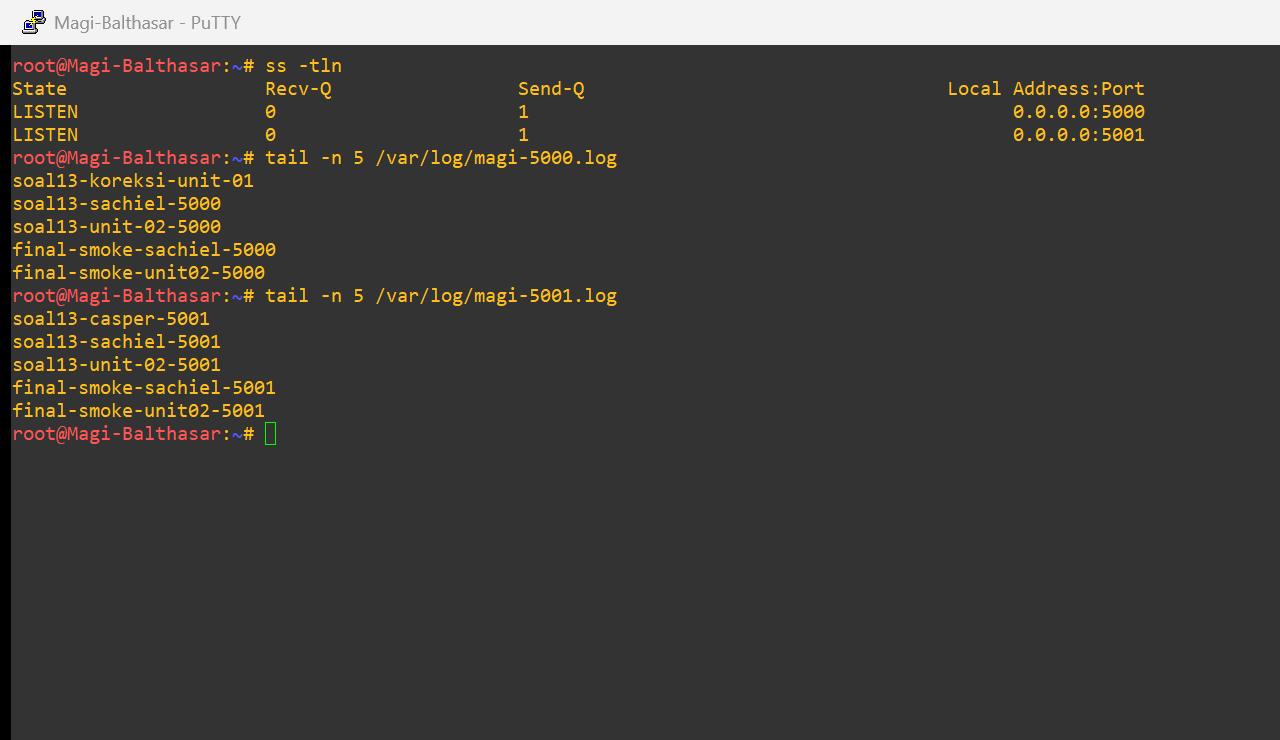 Magi-Balthasar - PuTTY
root@Magi-Balthasar:~# ss -tln
State Recv-Q Send-Q Local Address:Port
LISTEN 0 1 0.0.0.0:5000
LISTEN 0 1 0.0.0.0:5001
root@Magi-Balthasar:~# tail -n 5 /var/log/magi-5000.log
soal13-koreksi-unit-01
soal13-sachiel-5000
soal13-unit-02-5000
final-smoke-sachiel-5000
final-smoke-unit02-5000
root@Magi-Balthasar:~# tail -n 5 /var/log/magi-5001.log
soal13-casper-5001
soal13-sachiel-5001
soal13-unit-02-5001
final-smoke-sachiel-5001
final-smoke-unit02-5001
root@Magi-Balthasar:~#